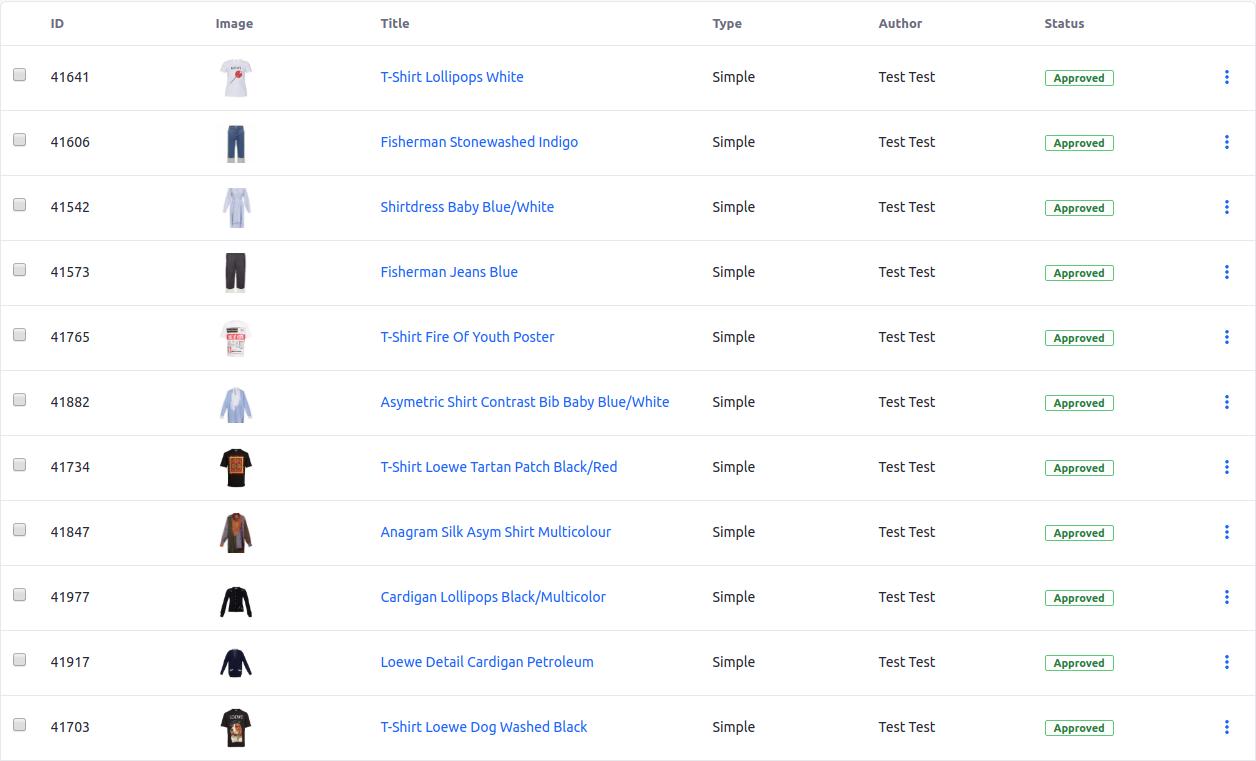 ID Image Title Type Author Status
41641 T-Shirt Lollipops White Simple Test Test Approved
41606 Fisherman Stonewashed Indigo Simple Test Test Approved
41542 Shirtdress Baby Blue/White Simple Test Test Approved
41573 Fisherman Jeans Blue Simple Test Test Approved
41765 T-Shirt Fire Of Youth Poster Simple Test Test Approved
41882 Asymetric Shirt Contrast Bib Baby Blue/White Simple Test Test Approved
41734 T-Shirt Loewe Tartan Patch Black/Red Simple Test Test Approved
41847 Anagram Silk Asym Shirt Multicolour Simple Test Test Approved
41977 Cardigan Lollipops Black/Multicolor Simple Test Test Approved
41917 Loewe Detail Cardigan Petroleum Simple Test Test Approved
LOEWE
41703 T-Shirt Loewe Dog Washed Black Simple Test Test Approved